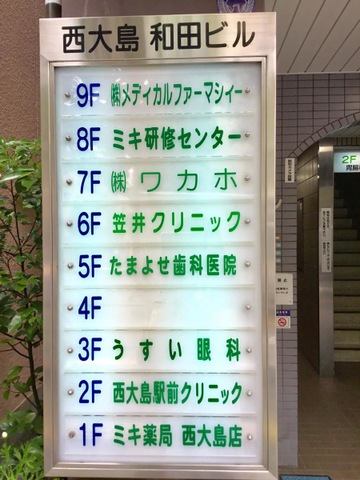 西大島 和田ビル
9F ㈱メディカルファーマシィー
8F ミキ研修センター
7F ㈱ ワカホ
6F 笠井クリニック
5F たまよせ歯科医院
4F
3F うすい眼科
2F 西大島駅前クリニック
1F ミキ薬局 西大島店
2F